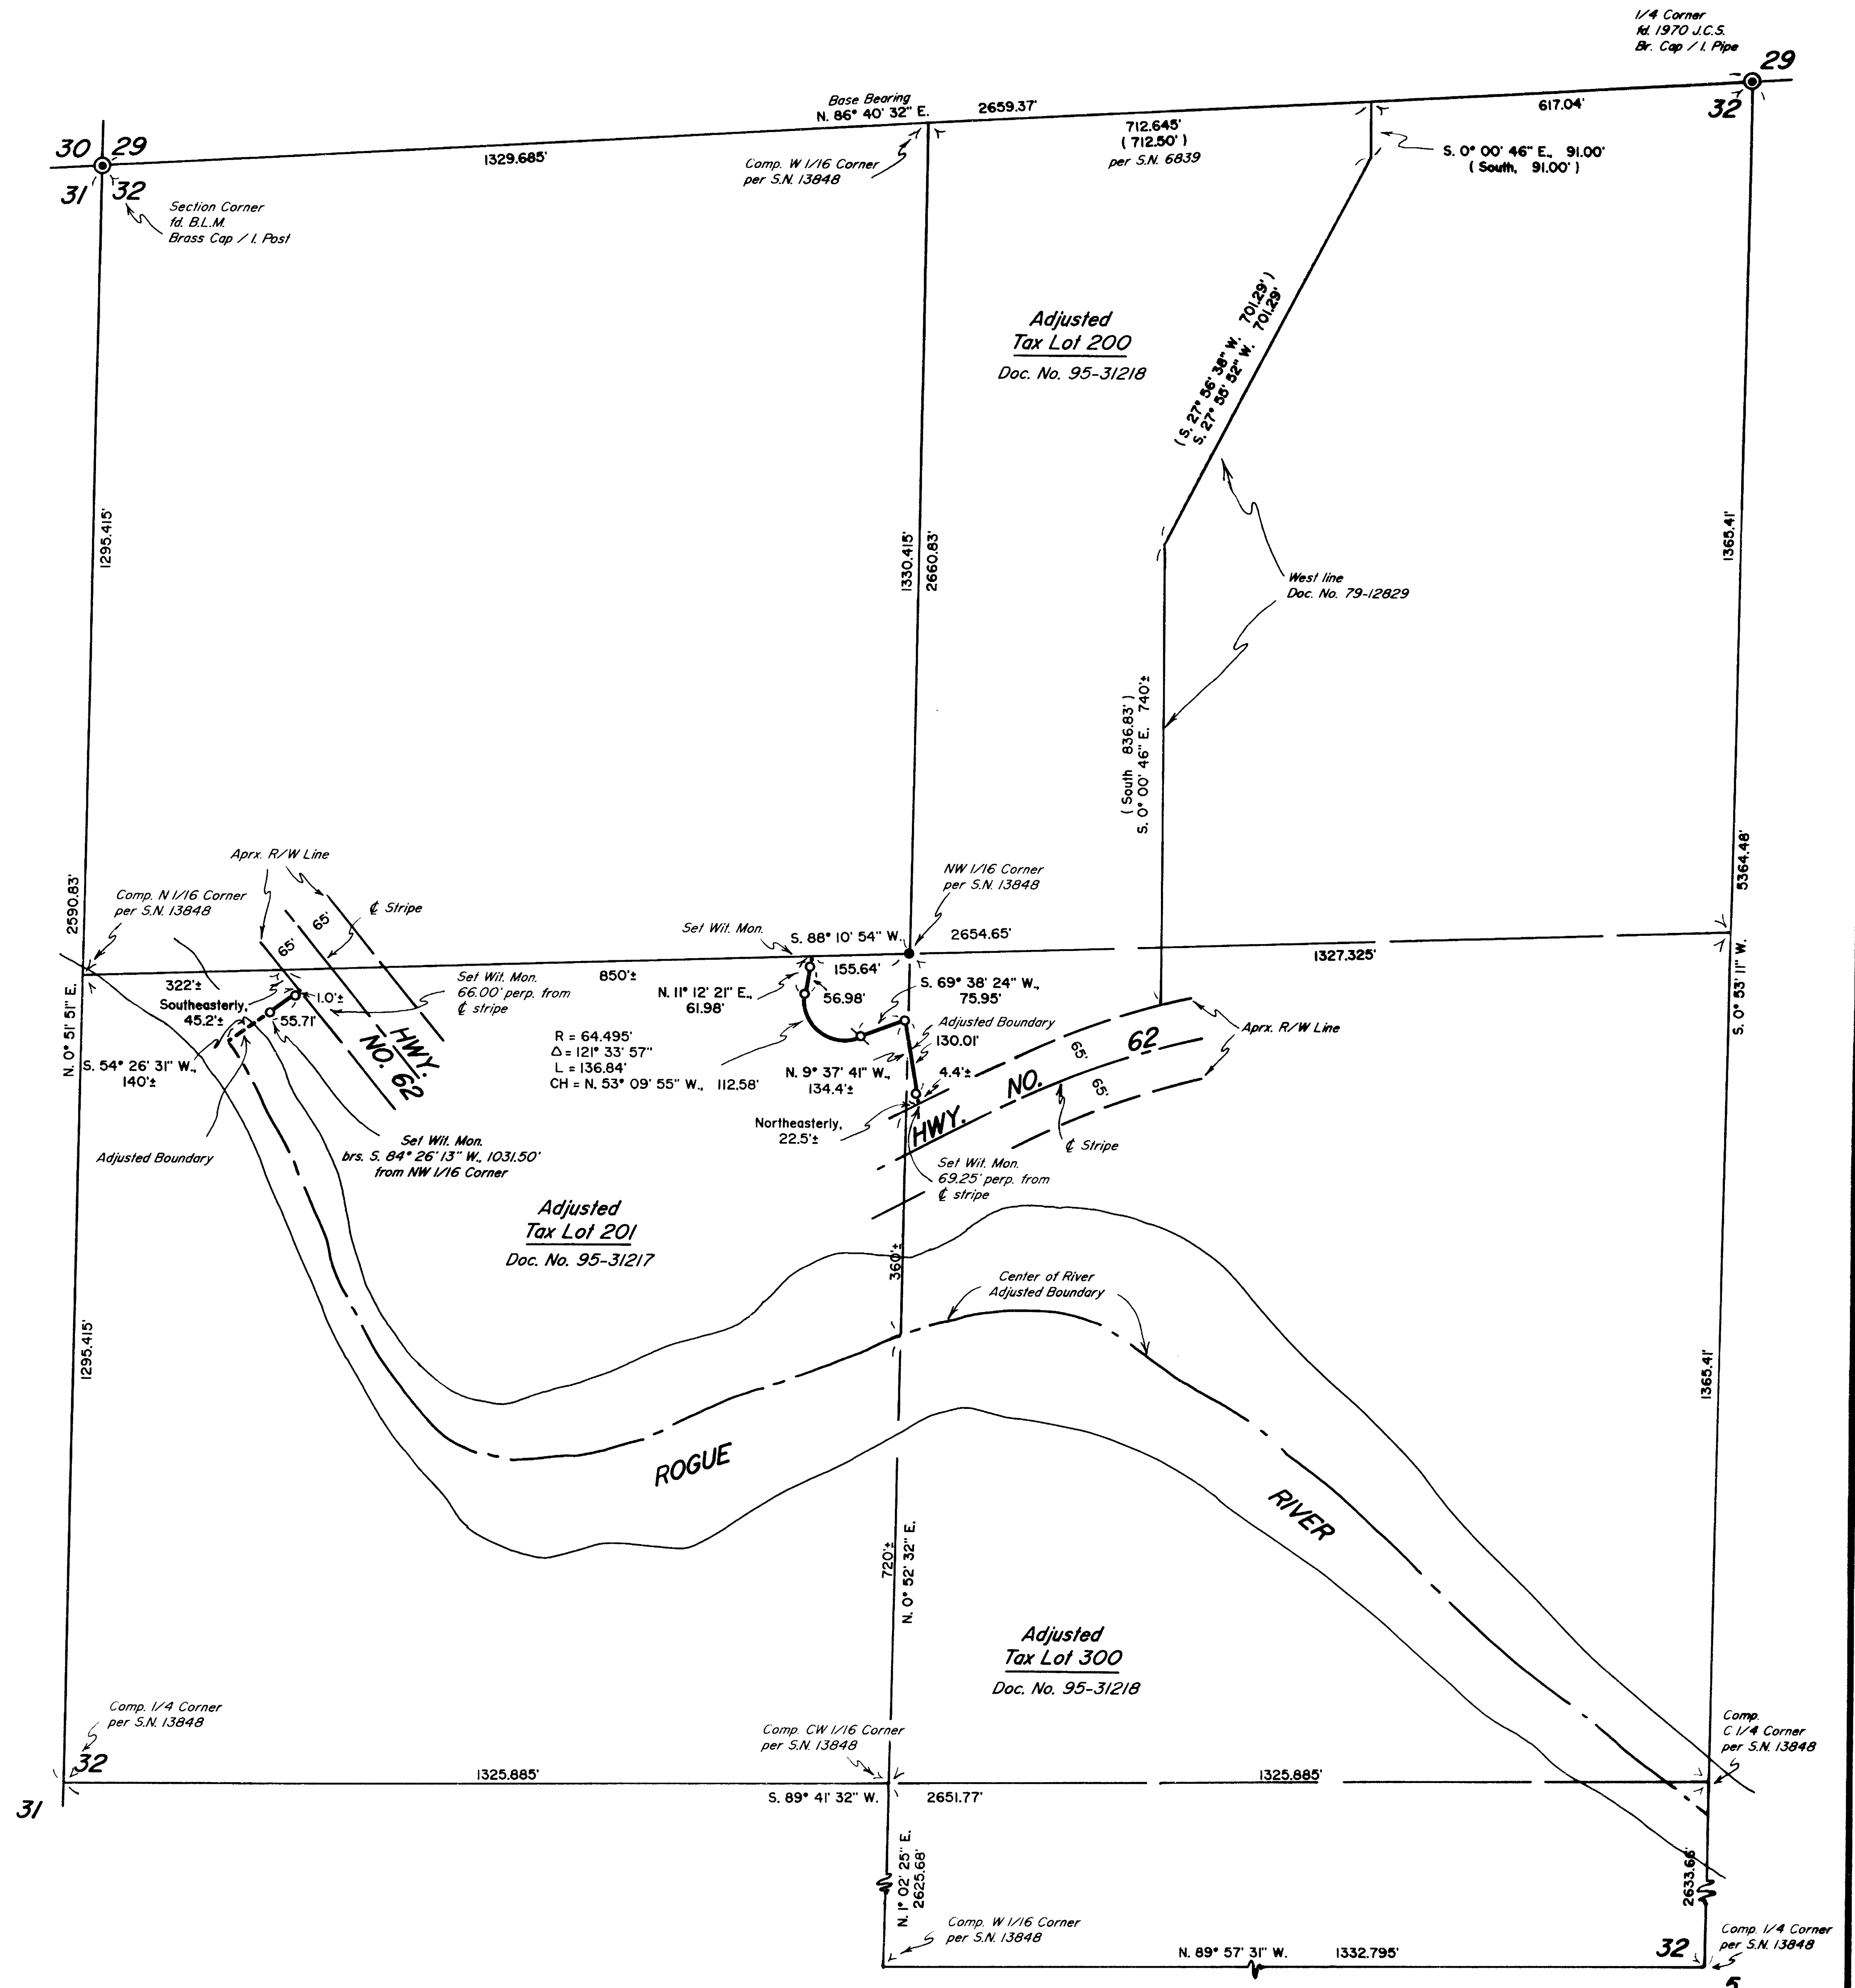 1/4 Corner
fd. 1970 J.C.S.
Br. Cap / I. Pipe
29
32
Base Bearing
N. 86° 40' 32" E.
2659.37'
617.04'
712.645'
( 712.50' )
per S.N. 6839
S. 0° 00' 46" E., 91.00'
( South, 91.00' )
30
29
31
32
1329.685'
Comp. W 1/16 Corner
per S.N. 13848
Section Corner
fd. B.L.M.
Brass Cap / I. Post
Adjusted
Tax Lot 200
Doc. No. 95-31218
( S. 27° 56' 38" W. 701.29' )
S. 27° 55' 52" W. 701.29'
1295.415'
1330.415'
2660.83'
1365.41'
West line
Doc. No. 79-12829
( South 836.83' )
S. 0° 00' 46" E. 740'±
Aprx. R/W Line
₵ Stripe
65'
65'
Comp. N 1/16 Corner
per S.N. 13848
2590.83'
N. 0° 51' 51" E.
NW 1/16 Corner
per S.N. 13848
Set Wit. Mon.
S. 88° 10' 54" W.
2654.65'
5364.48'
S. 0° 53' 11" W.
1327.325'
322'±
850'±
155.64'
Southeasterly,
45.2'±
1.0'±
55.71'
Set Wit. Mon.
66.00' perp. from
₵ stripe
HWY.
NO. 62
N. 11° 12' 21" E.,
61.98'
56.98'
S. 69° 38' 24" W.,
75.95'
Adjusted Boundary
130.01'
R = 64.495'
Δ = 121° 33' 57"
L = 136.84'
CH = N. 53° 09' 55" W., 112.58'
N. 9° 37' 41" W.,
134.4'±
4.4'±
Northeasterly,
22.5'±
HWY. NO. 62
65'
65'
Aprx. R/W Line
₵ Stripe
S. 54° 26' 31" W.,
140'±
Adjusted Boundary
Set Wit. Mon.
brs. S. 84° 26' 13" W., 1031.50'
from NW 1/16 Corner
Set Wit. Mon.
69.25' perp. from
₵ stripe
Adjusted
Tax Lot 201
Doc. No. 95-31217
360'±
Center of River
Adjusted Boundary
1295.415'
1365.41'
ROGUE
RIVER
720'±
N. 0° 52' 32" E.
Adjusted
Tax Lot 300
Doc. No. 95-31218
Comp. 1/4 Corner
per S.N. 13848
32
31
Comp. CW 1/16 Corner
per S.N. 13848
Comp.
C 1/4 Corner
per S.N. 13848
1325.885'
1325.885'
S. 89° 41' 32" W.
2651.77'
N. 1° 02' 25" E.
2625.68'
2633.66'
Comp. W 1/16 Corner
per S.N. 13848
N. 89° 57' 31" W.
1332.795'
32
Comp. 1/4 Corner
per S.N. 13848
5